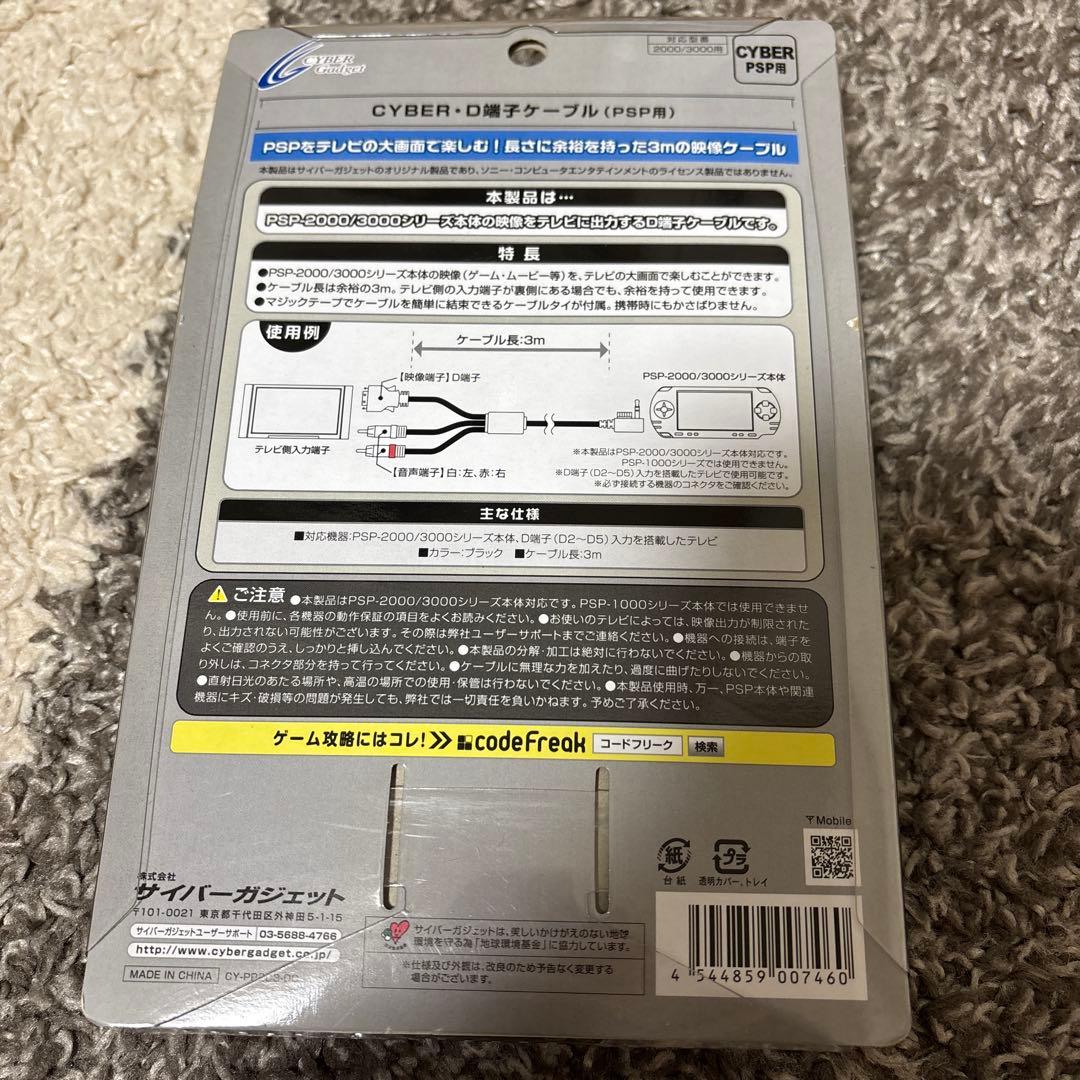 CYBER
Gadget
対応型番
2000/3000用
CYBER
PSP用
CYBER・D端子ケーブル(PSP用)
PSPをテレビの大画面で楽しむ!長さに余裕を持った3mの映像ケーブル
本製品はサイバーガジェットのオリジナル製品であり、ソニー・コンピュータエンタテインメントのライセンス製品ではありません。
本製品は…
PSP-2000/3000シリーズ本体の映像をテレビに出力するD端子ケーブルです。
特長
●PSP-2000/3000シリーズ本体の映像(ゲーム・ムービー等)を、テレビの大画面で楽しむことができます。
●ケーブル長は余裕の3m。テレビ側の入力端子が裏側にある場合でも、余裕を持って使用できます。
●マジックテープでケーブルを簡単に結束できるケーブルタイが付属。携帯時にもかさばりません。
使用例
ケーブル長:3m
【映像端子】D端子
PSP-2000/3000シリーズ本体
テレビ側入力端子
【音声端子】白:左、赤:右
※本製品はPSP-2000/3000シリーズ本体対応です。
PSP-1000シリーズでは使用できません。
※D端子(D2〜D5)入力を搭載したテレビで使用可能です。
※必ず接続する機器のコネクタをご確認ください。
主な仕様
■対応機器:PSP-2000/3000シリーズ本体、D端子(D2〜D5)入力を搭載したテレビ
■カラー:ブラック ■ケーブル長:3m
ご注意 ●本製品はPSP-2000/3000シリーズ本体対応です。PSP-1000シリーズ本体では使用できませ
ん。●使用前に、各機器の動作保証の項目をよくお読みください。●お使いのテレビによっては、映像出力が制限された
り、出力されない可能性がございます。その際は弊社ユーザーサポートまでご連絡ください。●機器への接続は、端子を
よくご確認のうえ、しっかりと挿し込んでください。●本製品の分解・加工は絶対に行わないでください。●機器からの取
り外しは、コネクタ部分を持って行ってください。●ケーブルに無理な力を加えたり、過度に曲げたりしないでください。
●直射日光のあたる場所や、高温の場所での使用・保管は行わないでください。●本製品使用時、万一、PSP本体や関連
機器にキズ・破損等の問題が発生しても、弊社では一切責任を負いかねます。予めご了承ください。
ゲーム攻略にはコレ! codeFreak コードフリーク 検索
Mobile
紙
台紙
プラ
透明カバー、トレイ
株式会社
サイバーガジェット
〒101-0021 東京都千代田区外神田5-1-15
サイバーガジェットユーザーサポート 03-5688-4766
http://www.cybergadget.co.jp/
MADE IN CHINA
サイバーガジェットは、美しいかけがえのない地球
環境を守る為「地球環境基金」に協力しています。
※仕様及び外観は、改良のため予告なく変更する
場合がございます。
4 544859 007460